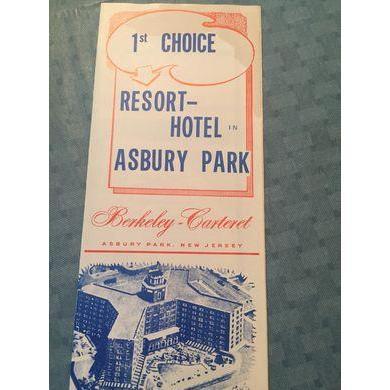 1st CHOICE
RESORT-
HOTEL IN
ASBURY PARK
Berkeley-Carteret
ASBURY PARK, NEW JERSEY